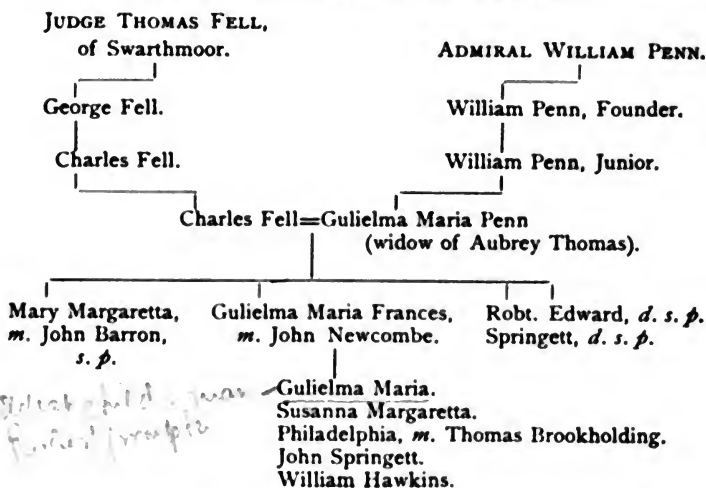 JUDGE THOMAS FELL,
of Swarthmoor.
ADMIRAL WILLIAM PENN.
George Fell.
William Penn, Founder.
Charles Fell.
William Penn, Junior.
Charles Fell=Gulielma Maria Penn
(widow of Aubrey Thomas).
Mary Margaretta,
m. John Barron,
s. p.
Gulielma Maria Frances,
m. John Newcombe.
Robt. Edward, d. s. p.
Springett, d. s. p.
Gulielma Maria.
Susanna Margaretta.
Philadelphia, m. Thomas Brookholding.
John Springett.
William Hawkins.